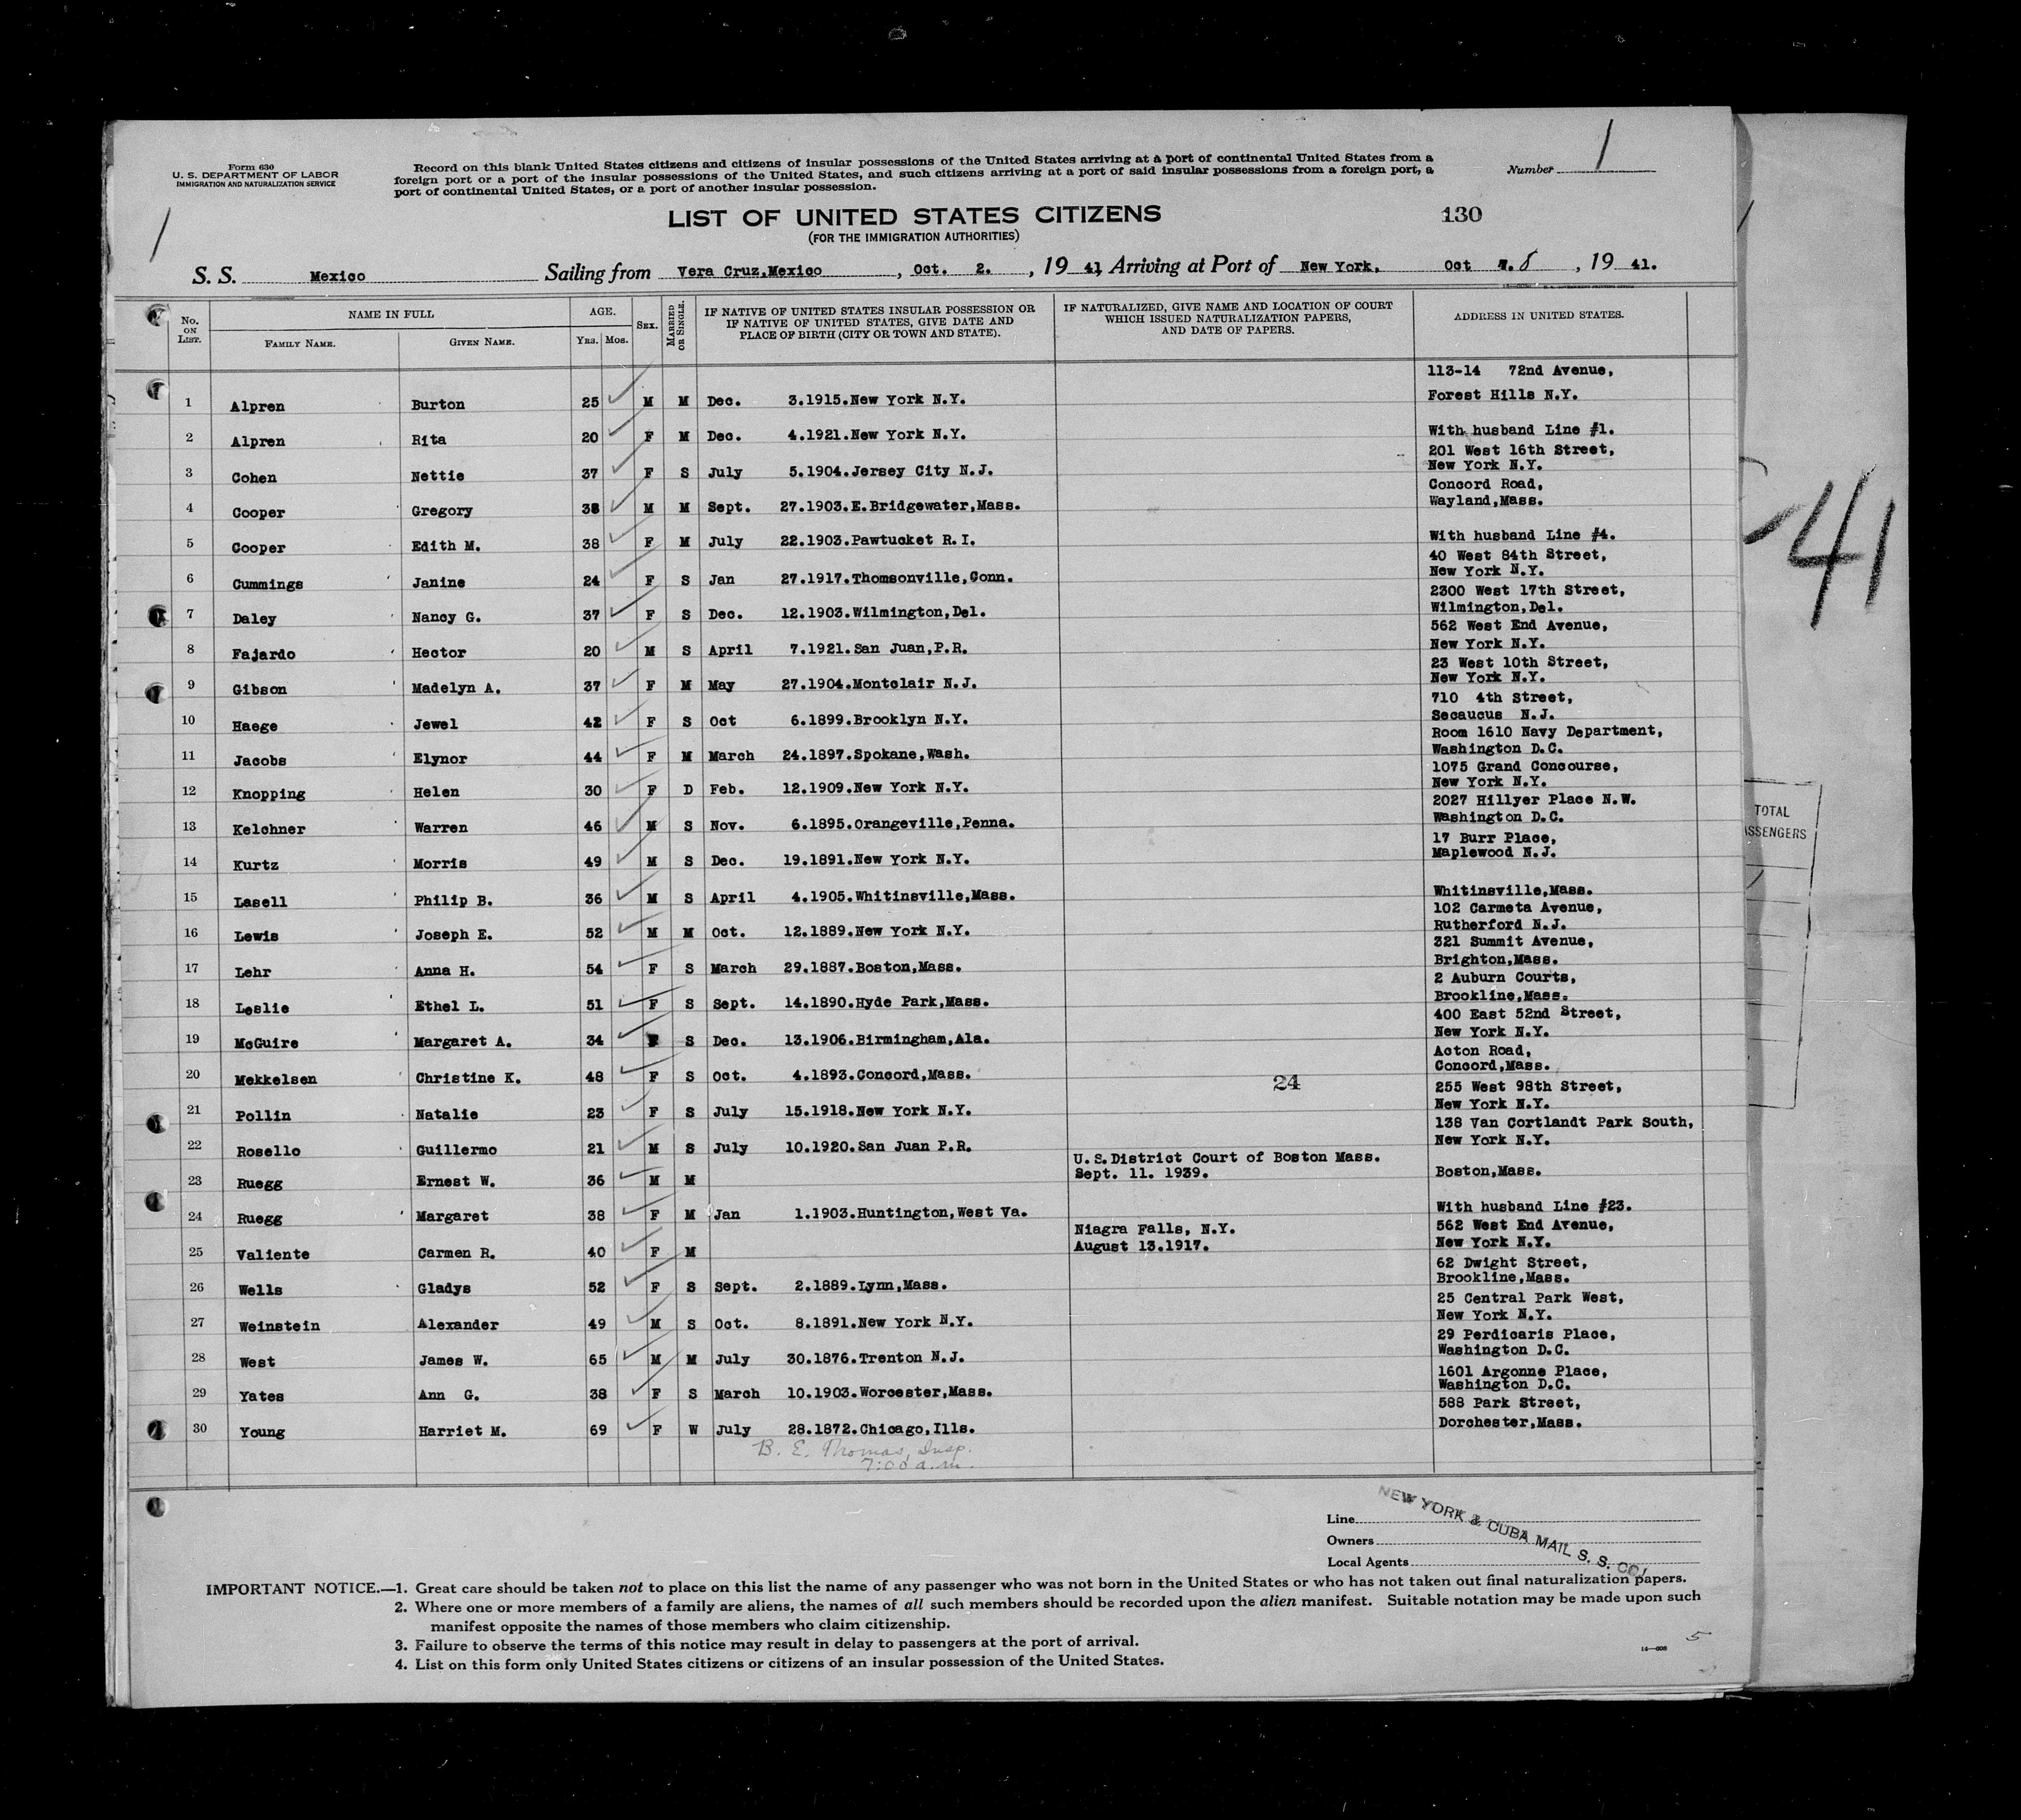 Form 630
U. S. DEPARTMENT OF LABOR
IMMIGRATION AND NATURALIZATION SERVICE
Record on this blank United States citizens and citizens of insular possessions of the United States arriving at a port of continental United States from a
foreign port or a port of the insular possessions of the United States, and such citizens arriving at a port of said insular possessions from a foreign port, a
port of continental United States, or a port of another insular possession.
Number 1
1
LIST OF UNITED STATES CITIZENS
130
(FOR THE IMMIGRATION AUTHORITIES)
S. S. Mexico Sailing from Vera Cruz,Mexico , Oct. 2. , 19 41, Arriving at Port of New York. Oct 8 , 19 41.
No. ON LIST.
NAME IN FULL
FAMILY NAME.
GIVEN NAME.
AGE.
YRS. MOS.
SEX.
MARRIED OR SINGLE.
IF NATIVE OF UNITED STATES INSULAR POSSESSION OR
IF NATIVE OF UNITED STATES, GIVE DATE AND
PLACE OF BIRTH (CITY OR TOWN AND STATE).
IF NATURALIZED, GIVE NAME AND LOCATION OF COURT
WHICH ISSUED NATURALIZATION PAPERS,
AND DATE OF PAPERS.
ADDRESS IN UNITED STATES.
113-14 72nd Avenue,
1 Alpren Burton 25 M M Dec. 3.1915.New York N.Y. Forest Hills N.Y.
2 Alpren Rita 20 F M Dec. 4.1921.New York N.Y. With husband Line #1.
201 West 16th Street,
3 Cohen Nettie 37 F S July 5.1904.Jersey City N.J. New York N.Y.
Concord Road,
4 Cooper Gregory 38 M M Sept. 27.1903.E.Bridgewater,Mass. Wayland,Mass.
5 Cooper Edith M. 38 F M July 22.1903.Pawtucket R.I. With husband Line #4.
40 West 84th Street,
6 Cummings Janine 24 F S Jan 27.1917.Thomsonville,Conn. New York N.Y.
2300 West 17th Street,
7 Daley Nancy G. 37 F S Dec. 12.1903.Wilmington,Del. Wilmington,Del.
562 West End Avenue,
8 Fajardo Hector 20 M S April 7.1921.San Juan,P.R. New York N.Y.
23 West 10th Street,
9 Gibson Madelyn A. 37 F M May 27.1904.Montclair N.J. New York N.Y.
710 4th Street,
10 Haege Jewel 42 F S Oct 6.1899.Brooklyn N.Y. Secaucus N.J.
Room 1610 Navy Department,
11 Jacobs Elynor 44 F M March 24.1897.Spokane,Wash. Washington D.C.
1075 Grand Concourse,
12 Knopping Helen 30 F D Feb. 12.1909.New York N.Y. New York N.Y.
2027 Hillyer Place N.W.
13 Kelchner Warren 46 M S Nov. 6.1895.Orangeville,Penna. Washington D.C.
17 Burr Place,
14 Kurtz Morris 49 M S Dec. 19.1891.New York N.Y. Maplewood N.J.
15 Lasell Philip B. 36 M S April 4.1905.Whitinsville,Mass. Whitinsville,Mass.
102 Carmeta Avenue,
16 Lewis Joseph E. 52 M M Oct. 12.1889.New York N.Y. Rutherford N.J.
321 Summit Avenue,
17 Lehr Anna H. 54 F S March 29.1887.Boston,Mass. Brighton,Mass.
2 Auburn Courts,
18 Leslie Ethel L. 51 F S Sept. 14.1890.Hyde Park,Mass. Brookline,Mass.
400 East 52nd Street,
19 McGuire Margaret A. 34 F S Dec. 13.1906.Birmingham,Ala. New York N.Y.
Acton Road,
20 Mekkelsen Christine K. 48 F S Oct. 4.1893.Concord,Mass. 24 Concord,Mass.
255 West 98th Street,
21 Pollin Natalie 23 F S July 15.1918.New York N.Y. New York N.Y.
138 Van Cortlandt Park South,
22 Rosello Guillermo 21 M S July 10.1920.San Juan P.R. New York N.Y.
U.S.District Court of Boston Mass.
23 Ruegg Ernest W. 36 M M Sept. 11. 1939. Boston,Mass.
24 Ruegg Margaret 38 F M Jan 1.1903.Huntington,West Va. With husband Line #23.
Niagra Falls, N.Y. 562 West End Avenue,
25 Valiente Carmen R. 40 F M August 13.1917. New York N.Y.
62 Dwight Street,
26 Wells Gladys 52 F S Sept. 2.1889.Lynn,Mass. Brookline,Mass.
25 Central Park West,
27 Weinstein Alexander 49 M S Oct. 8.1891.New York N.Y. New York N.Y.
29 Perdicaris Place,
28 West James W. 65 M M July 30.1876.Trenton N.J. Washington D.C.
1601 Argonne Place,
29 Yates Ann G. 38 F S March 10.1903.Worcester,Mass. Washington D.C.
588 Park Street,
30 Young Harriet M. 69 F W July 28.1872.Chicago,Ills. Dorchester,Mass.
B. E. Thomas, Insp.
7:00 a.m.
41
TOTAL
SSENGERS
Line
Owners
Local Agents
NEW YORK & CUBA MAIL S. S. CO.
IMPORTANT NOTICE.—1. Great care should be taken not to place on this list the name of any passenger who was not born in the United States or who has not taken out final naturalization papers.
2. Where one or more members of a family are aliens, the names of all such members should be recorded upon the alien manifest. Suitable notation may be made upon such
manifest opposite the names of those members who claim citizenship.
3. Failure to observe the terms of this notice may result in delay to passengers at the port of arrival.
4. List on this form only United States citizens or citizens of an insular possession of the United States.
5